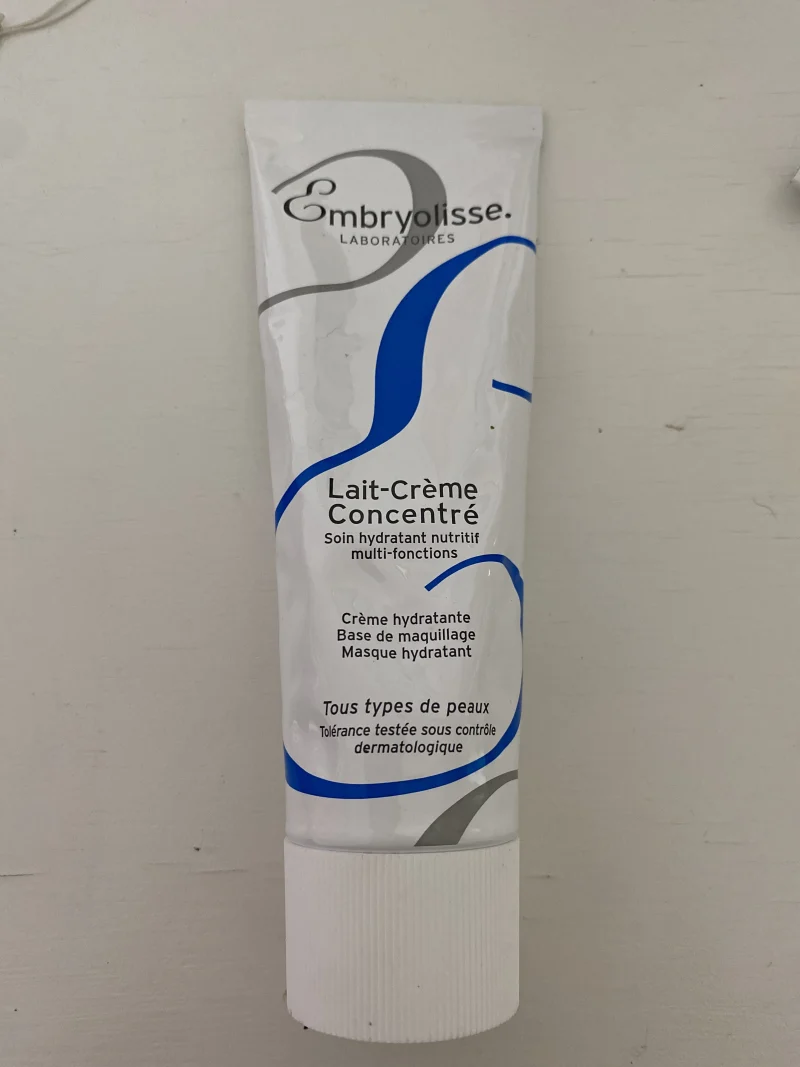 Embryolisse.
LABORATOIRES
Lait-Crème
Concentré
Soin hydratant nutritif
multi-fonctions
Crème hydratante
Base de maquillage
Masque hydratant
Tous types de peaux
Tolérance testée sous contrôle
dermatologique